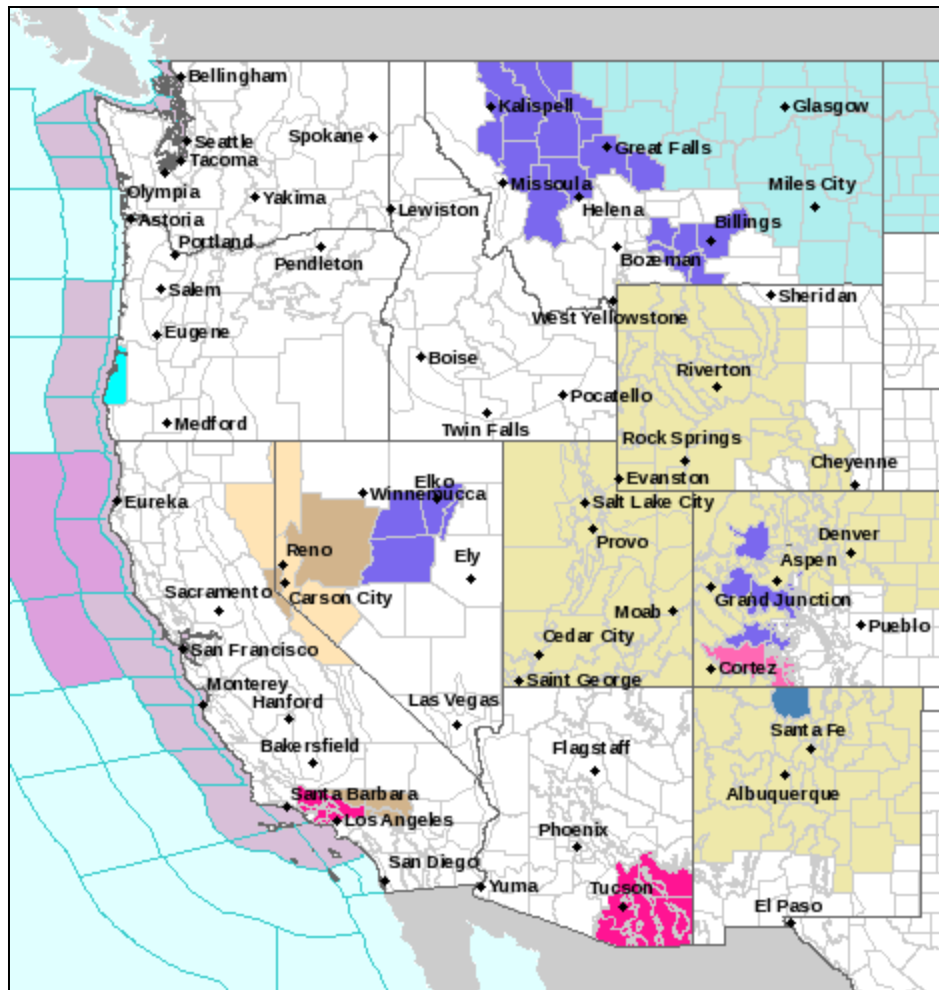 Bellingham
Kalispell
Glasgow
Spokane
Seattle
Great Falls
Tacoma
Missoula
Miles City
Olympia
Yakima
Helena
Lewiston
Astoria
Billings
Portland
Pendleton
Bozeman
Salem
Sheridan
West Yellowstone
Eugene
Boise
Riverton
Pocatello
Medford
Twin Falls
Rock Springs
Cheyenne
Evanston
Elko
Winnemucca
Eureka
Salt Lake City
Denver
Provo
Reno
Ely
Aspen
Sacramento
Carson City
Grand Junction
Moab
Pueblo
Cedar City
San Francisco
Cortez
Saint George
Monterey
Hanford
Las Vegas
Santa Fe
Bakersfield
Flagstaff
Albuquerque
Santa Barbara
Los Angeles
Phoenix
San Diego
Yuma
Tucson
El Paso